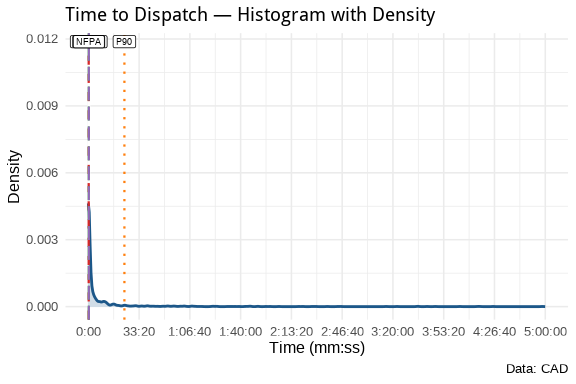 Time to Dispatch — Histogram with Density
0.012
NFPA
P90
0.009
0.006
0.003
0.000
Density
0:00 33:20 1:06:40 1:40:00 2:13:20 2:46:40 3:20:00 3:53:20 4:26:40 5:00:00
Time (mm:ss)
Data: CAD